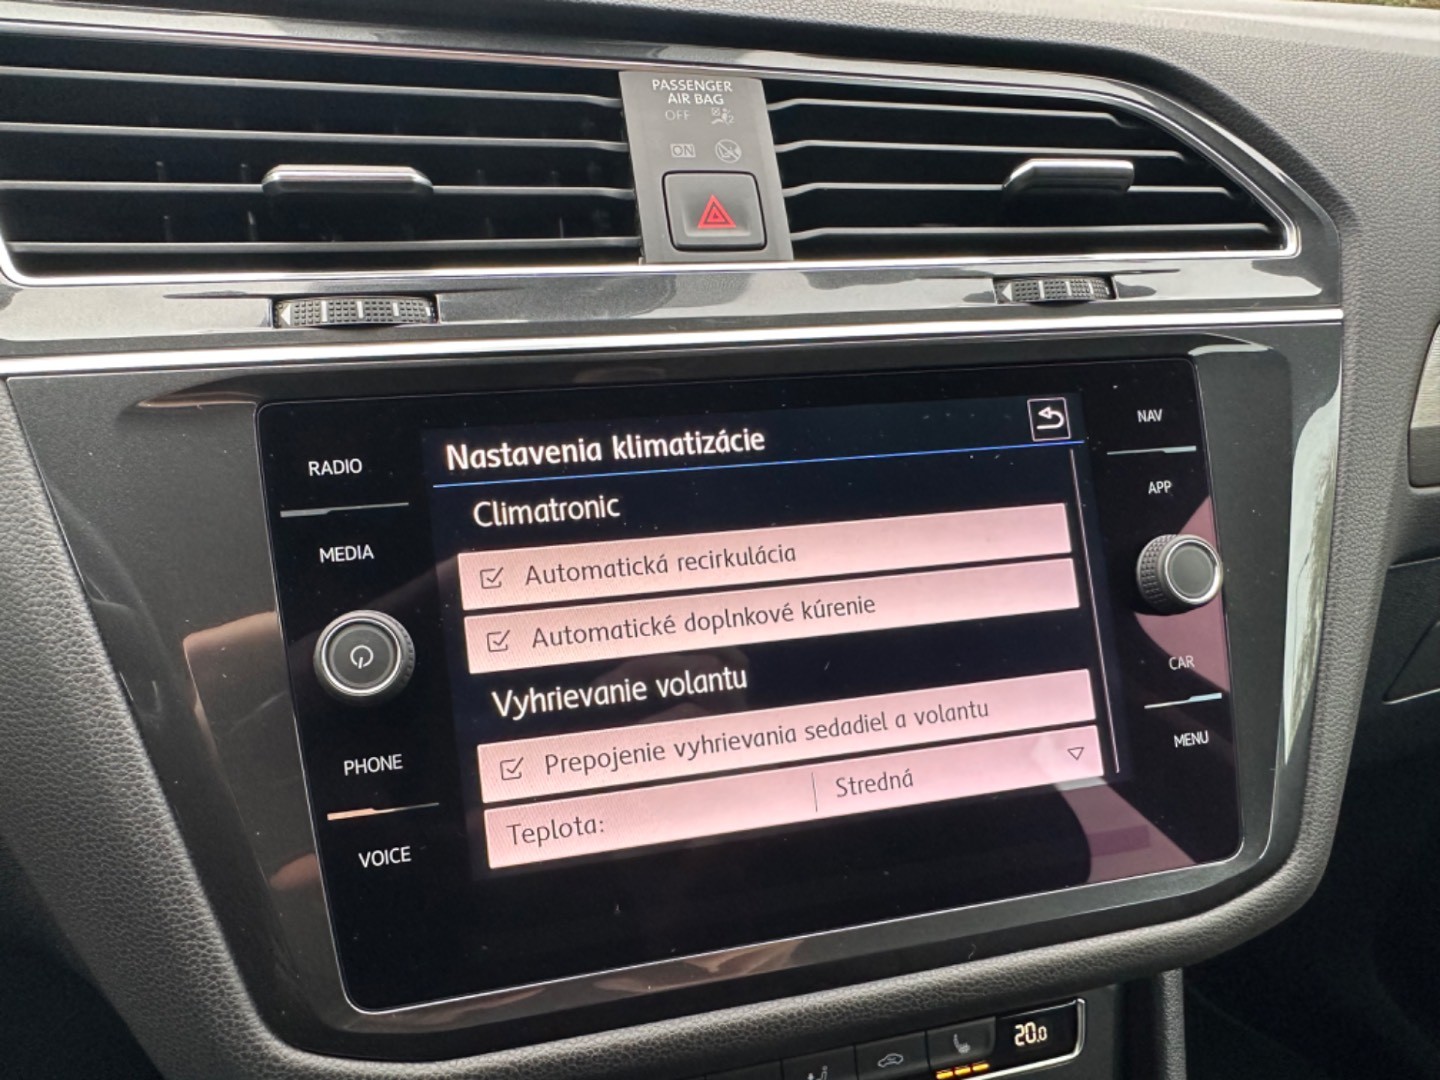 PASSENGER
AIR BAG
OFF
ON
RADIO
MEDIA
PHONE
VOICE
Nastavenia klimatizácie
Climatronic
Automatická recirkulácia
Automatické doplnkové kúrenie
Vyhrievanie volantu
Prepojenie vyhrievania sedadiel a volantu
Teplota: Stredná
NAV
APP
CAR
MENU
20.0